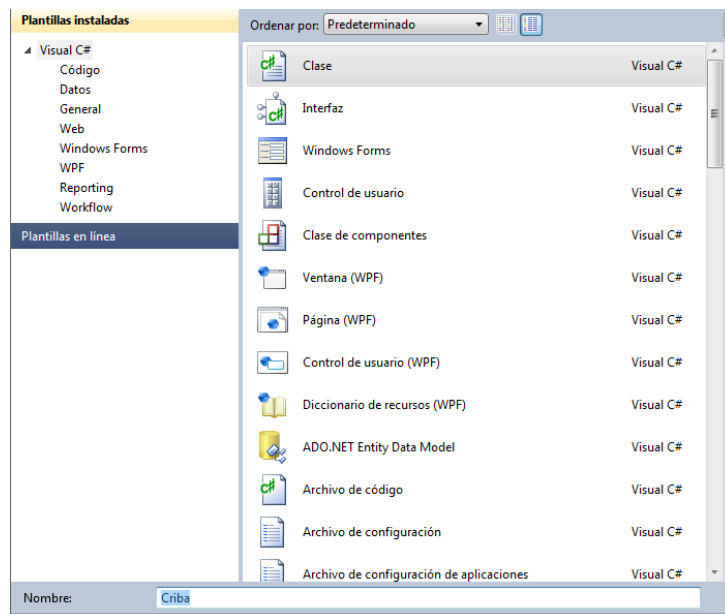 Plantillas instaladas
Ordenar por: Predeterminado
Visual C#
Código
Datos
General
Web
Windows Forms
WPF
Reporting
Workflow
Plantillas en línea
Clase Visual C#
Interfaz Visual C#
Windows Forms Visual C#
Control de usuario Visual C#
Clase de componentes Visual C#
Ventana (WPF) Visual C#
Página (WPF) Visual C#
Control de usuario (WPF) Visual C#
Diccionario de recursos (WPF) Visual C#
ADO.NET Entity Data Model Visual C#
Archivo de código Visual C#
Archivo de configuración Visual C#
Archivo de configuración de aplicaciones Visual C#
Nombre: Criba